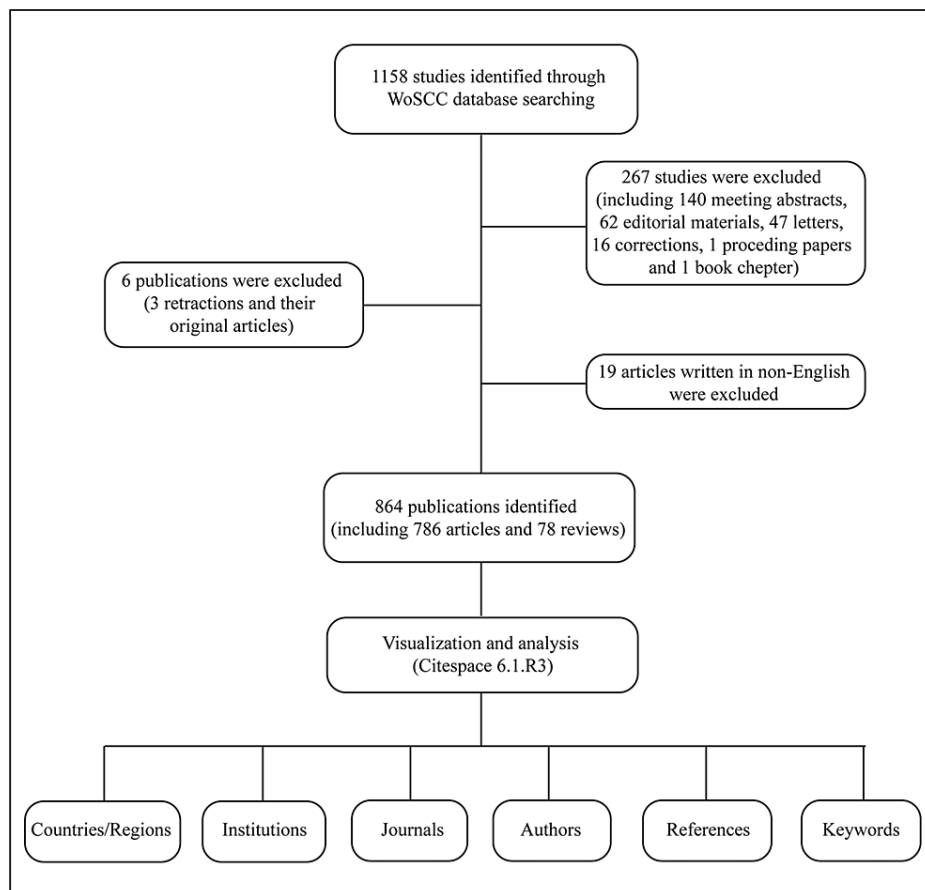 1158 studies identified through
WoSCC database searching
267 studies were excluded
(including 140 meeting abstracts,
62 editorial materials, 47 letters,
16 corrections, 1 proceding papers
and 1 book chepter)
6 publications were excluded
(3 retractions and their
original articles)
19 articles written in non-English
were excluded
864 publications identified
(including 786 articles and 78 reviews)
Visualization and analysis
(Citespace 6.1.R3)
Countries/Regions
Institutions
Journals
Authors
References
Keywords